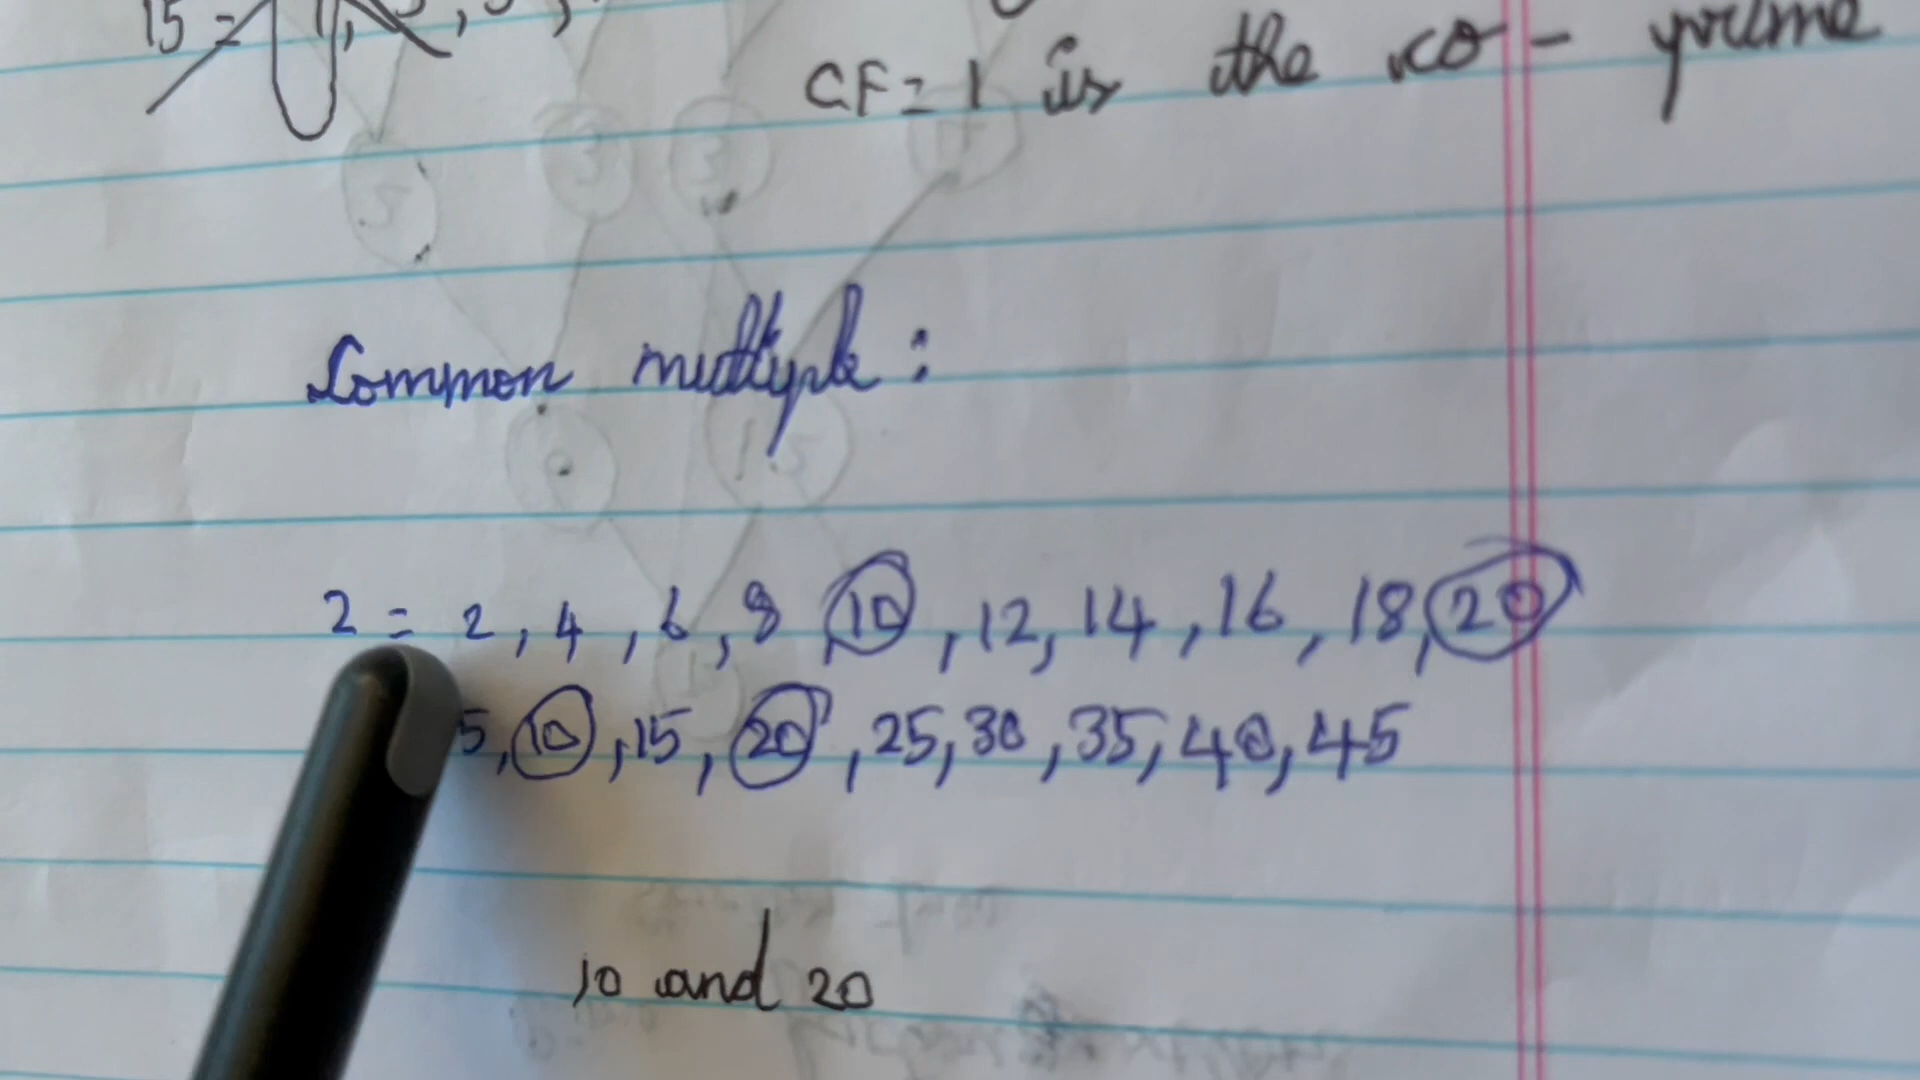 15 =
CF = 1 is the co - prime
Common multiple :
2 = 2 , 4 , 6 , 8 10 , 12 , 14 , 16 , 18 , 20
5 , 10 , 15 , 20 , 25 , 30 , 35 , 40 , 45
10 and 20